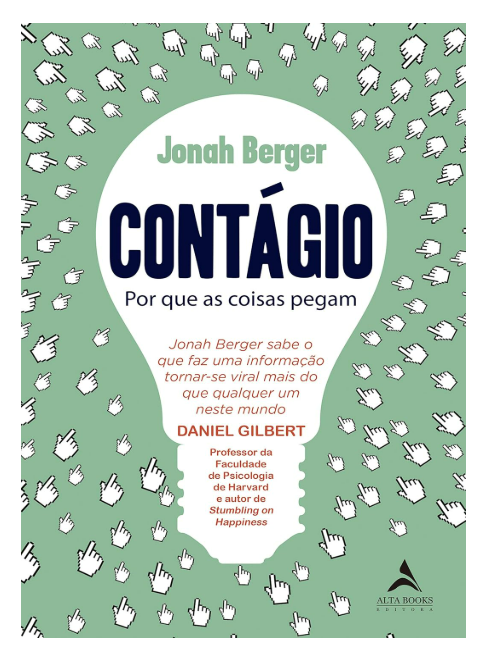 Jonah Berger
CONTÁGIO
Por que as coisas pegam
Jonah Berger sabe o
que faz uma informação
tornar-se viral mais do
que qualquer um
neste mundo
DANIEL GILBERT
Professor da
Faculdade
de Psicologia
de Harvard
e autor de
Stumbling on
Happiness
ALTA BOOKS
EDITORA